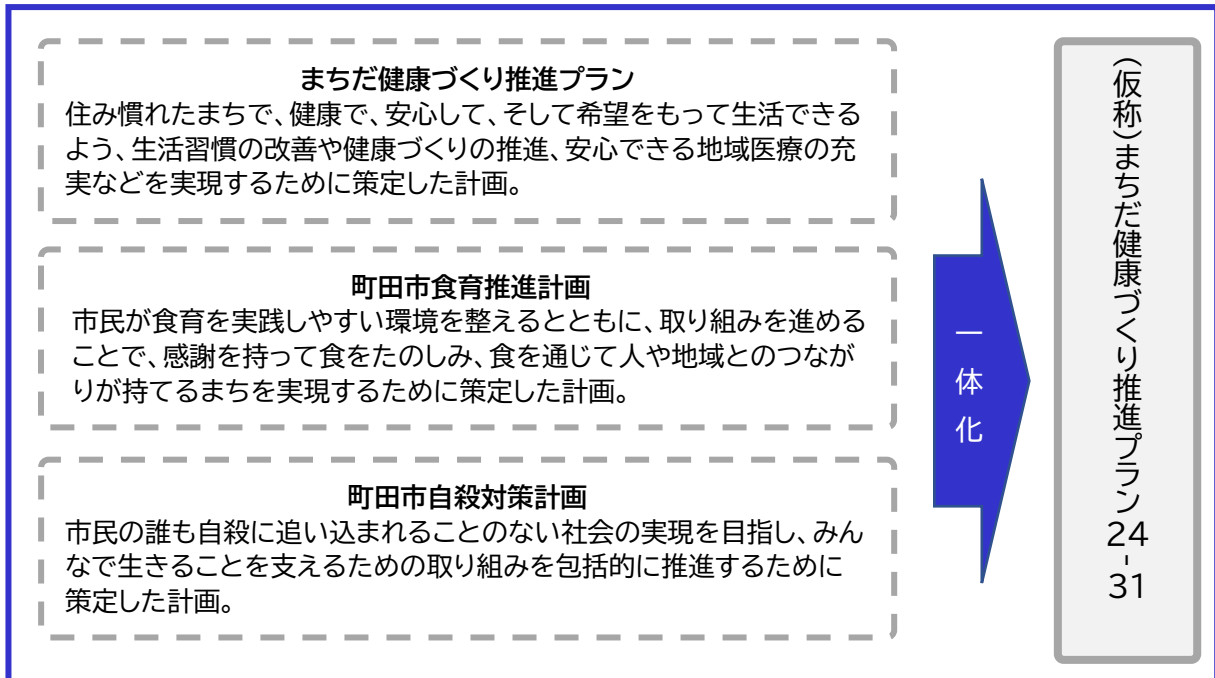 まちだ健康づくり推進プラン
住み慣れたまちで、健康で、安心して、そして希望をもって生活できる
よう、生活習慣の改善や健康づくりの推進、安心できる地域医療の充
実などを実現するために策定した計画。
町田市食育推進計画
市民が食育を実践しやすい環境を整えるとともに、取り組みを進める
ことで、感謝を持って食をたのしみ、食を通じて人や地域とのつなが
りが持てるまちを実現するために策定した計画。
町田市自殺対策計画
市民の誰も自殺に追い込まれることのない社会の実現を目指し、みん
なで生きることを支えるための取り組みを包括的に推進するために
策定した計画。
一体化
(仮称)まちだ健康づくり推進プラン24-31